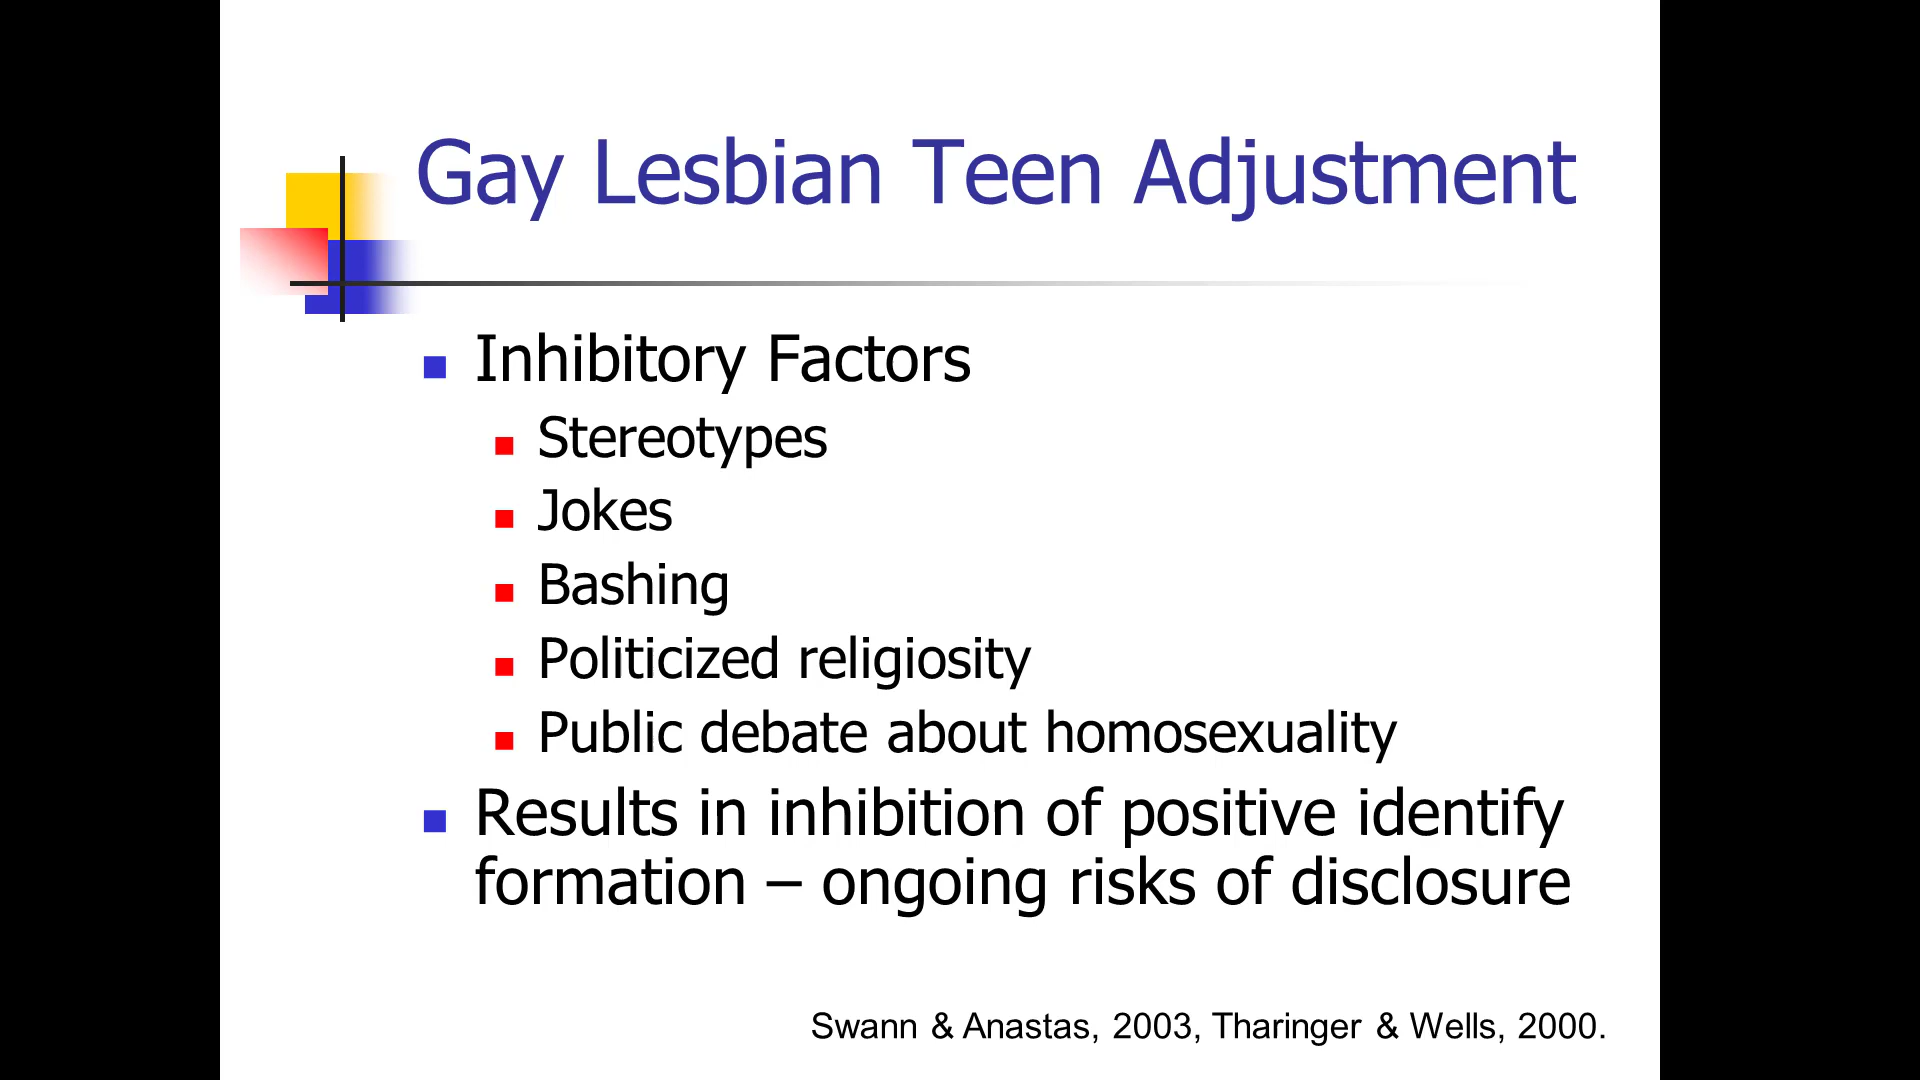 Gay Lesbian Teen Adjustment
Inhibitory Factors
Stereotypes
Jokes
Bashing
Politicized religiosity
Public debate about homosexuality
Results in inhibition of positive identify
formation – ongoing risks of disclosure
Swann & Anastas, 2003, Tharinger & Wells, 2000.